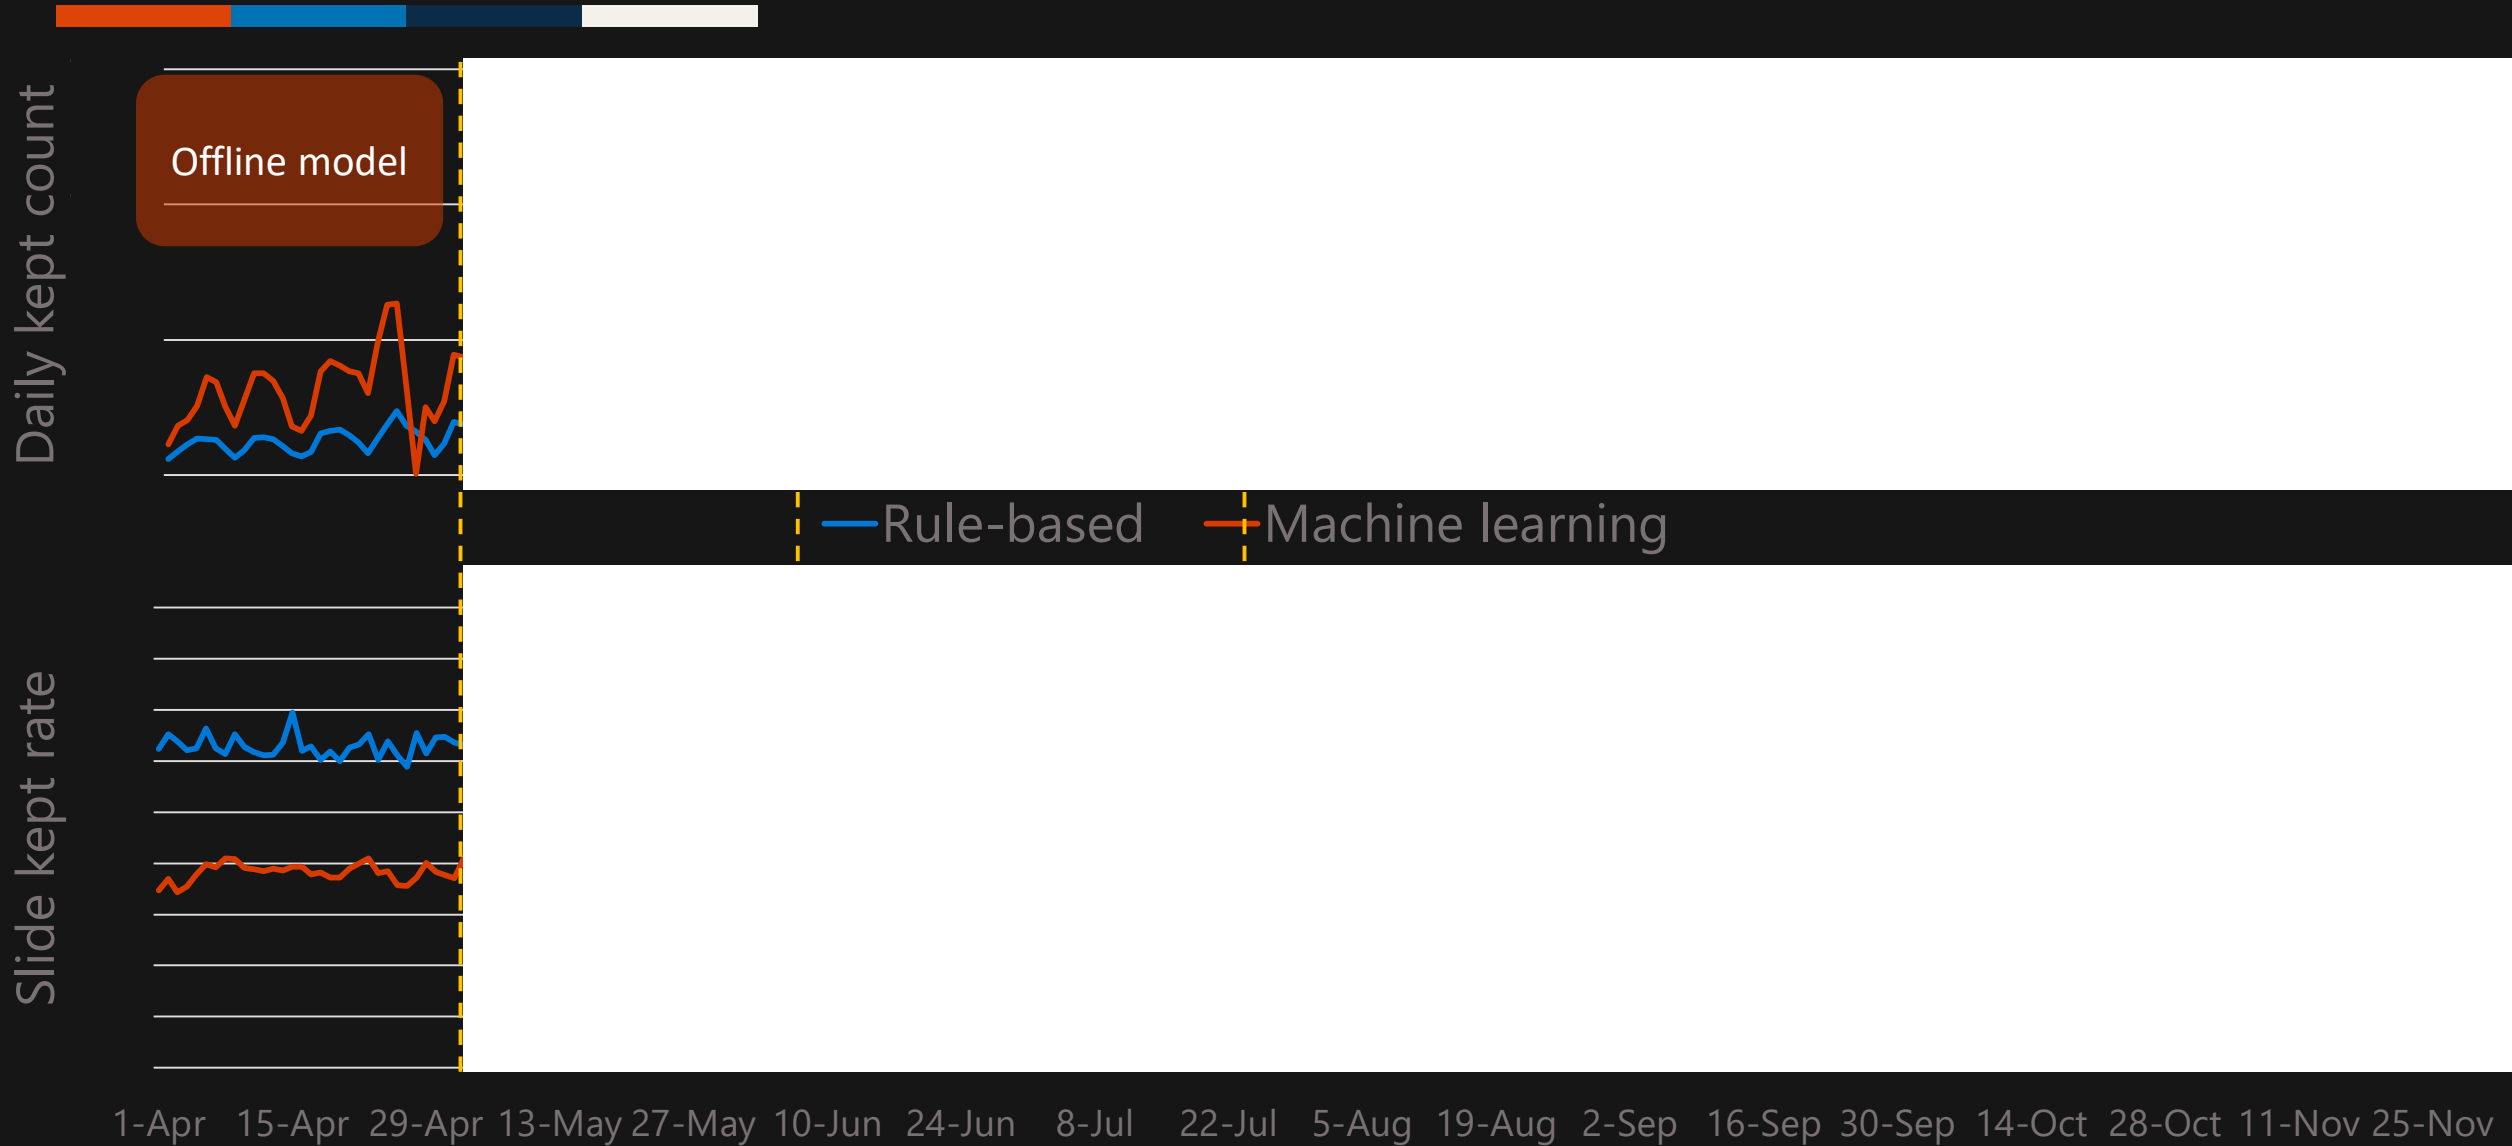 Daily kept count
Offline model
Rule-based
Machine learning
Slide kept rate
1-Apr 15-Apr 29-Apr 13-May 27-May 10-Jun 24-Jun 8-Jul 22-Jul 5-Aug 19-Aug 2-Sep 16-Sep 30-Sep 14-Oct 28-Oct 11-Nov 25-Nov